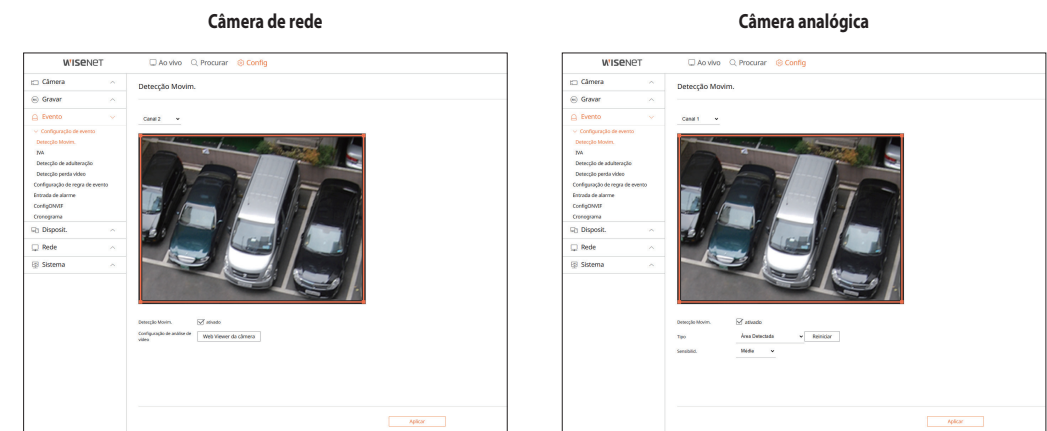 Câmera de rede
WISENET
Ao vivo Procurar Config
Câmera
Gravar
Evento
Configuração de evento
Detecção Movim.
IVA
Detecção de adulteração
Detecção perda vídeo
Configuração de regra de evento
Entrada de alarme
ConfigONVIF
Cronograma
Disposit.
Rede
Sistema
Detecção Movim.
Canal 2
Detecção Movim. ativado
Configuração de análise de
vídeo
Web Viewer da câmera
Aplicar
Câmera analógica
WISENET
Ao vivo Procurar Config
Câmera
Gravar
Evento
Configuração de evento
Detecção Movim.
IVA
Detecção de adulteração
Detecção perda vídeo
Configuração de regra de evento
Entrada de alarme
ConfigONVIF
Cronograma
Disposit.
Rede
Sistema
Detecção Movim.
Canal 1
Detecção Movim. ativado
Tipo Área Detectada Reiniciar
Sensibilid. Médie
Aplicar